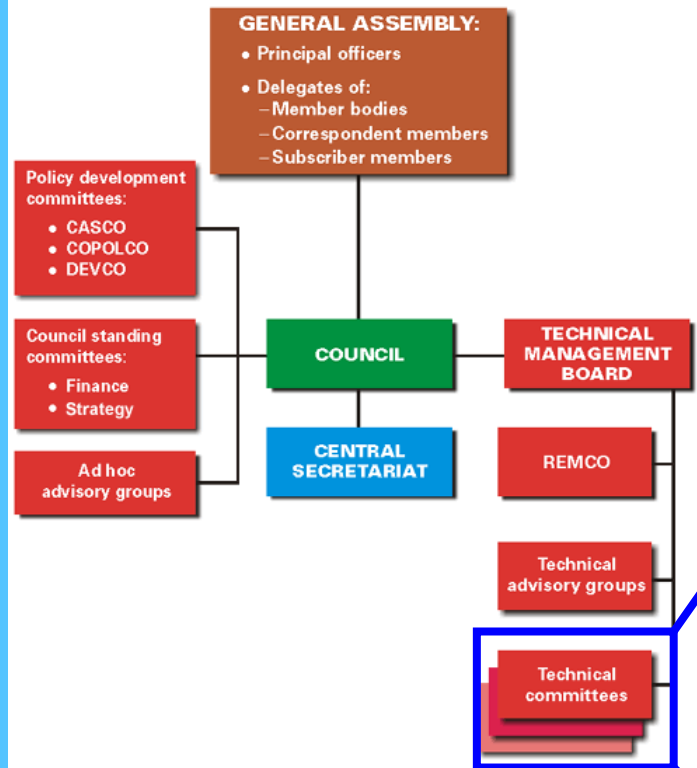 GENERAL ASSEMBLY:
• Principal officers
• Delegates of:
– Member bodies
– Correspondent members
– Subscriber members
Policy development
committees:
• CASCO
• COPOLCO
• DEVCO
Council standing
committees:
• Finance
• Strategy
Ad hoc
advisory groups
COUNCIL
CENTRAL
SECRETARIAT
TECHNICAL
MANAGEMENT
BOARD
REMCO
Technical
advisory groups
Technical
committees